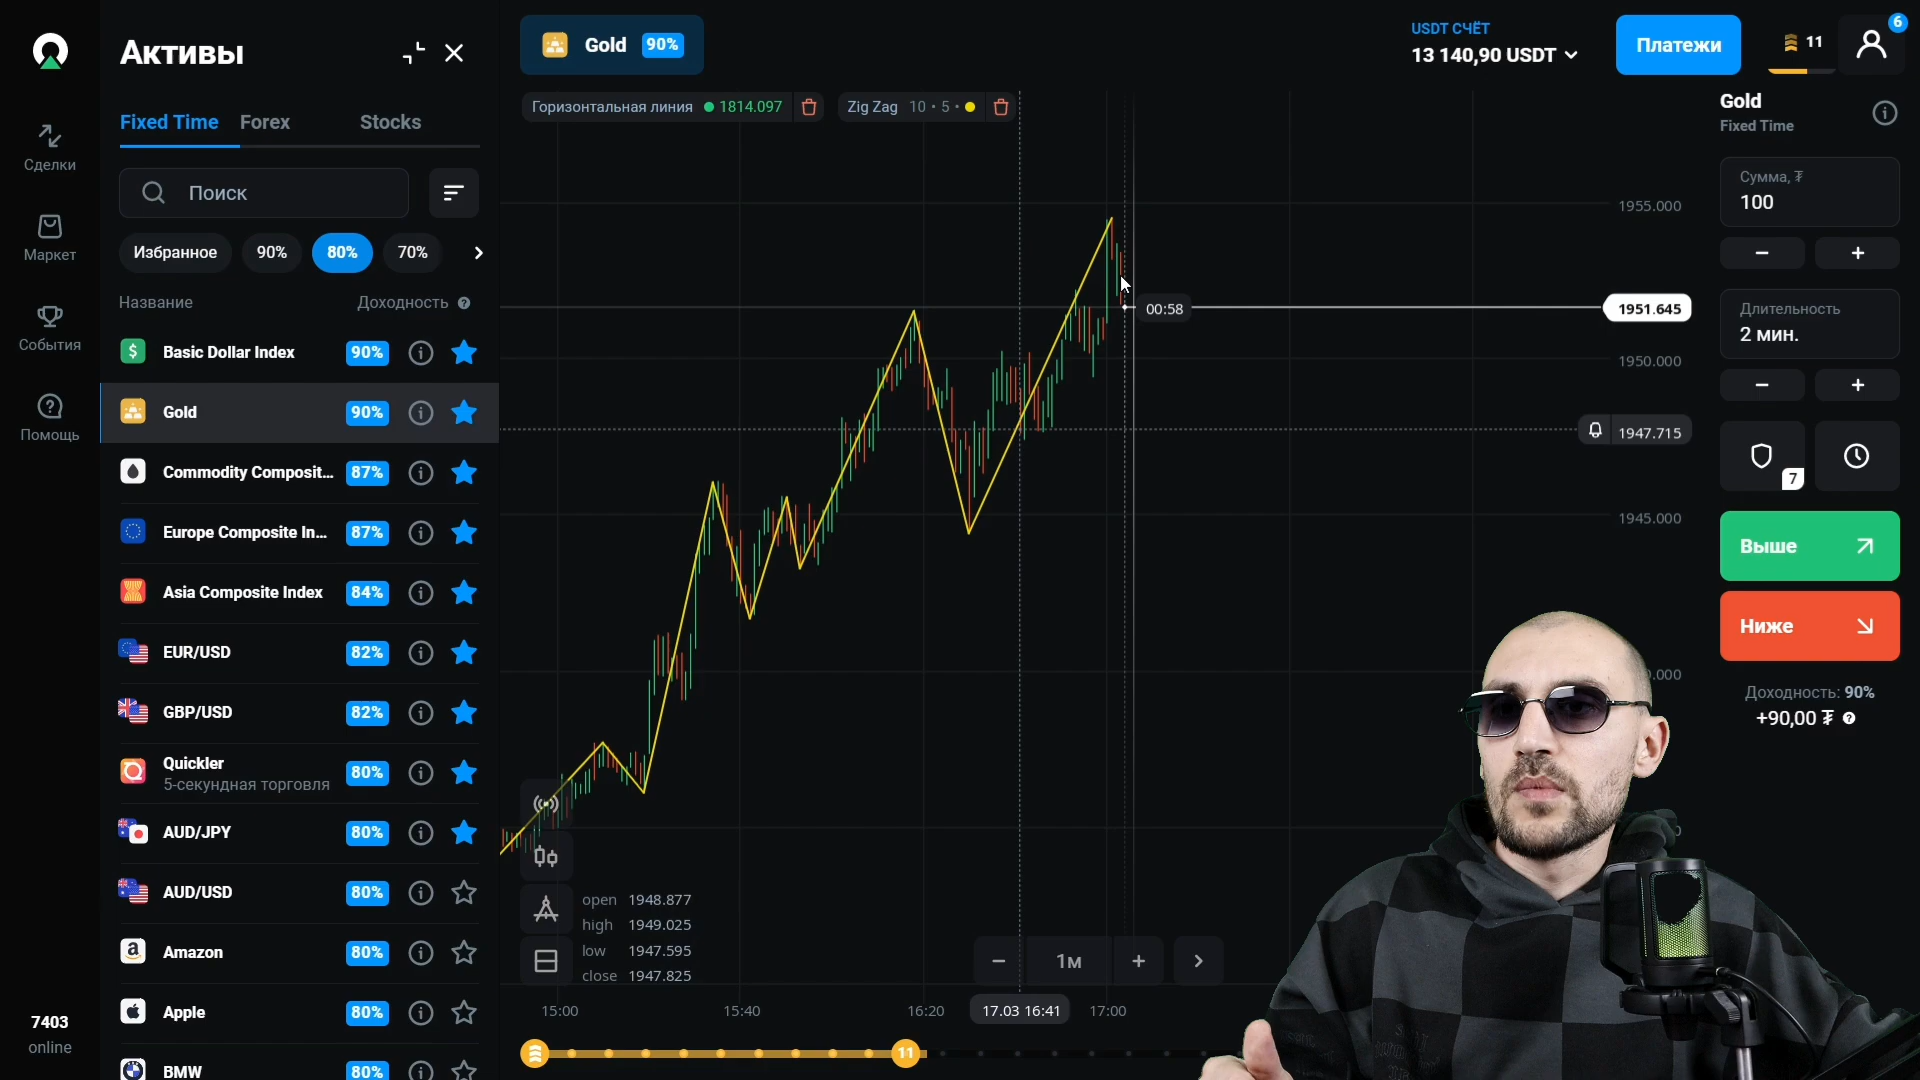 Активы
Fixed Time
Forex
Stocks
Поиск
Избранное
90%
80%
70%
Название
Доходность
Basic Dollar Index
90%
Gold
90%
Commodity Composit...
87%
Europe Composite In...
87%
Asia Composite Index
84%
EUR/USD
82%
GBP/USD
82%
Quickler
5-секундная торговля
80%
AUD/JPY
80%
AUD/USD
80%
Amazon
80%
Apple
80%
BMW
80%
Сделки
Маркет
События
Помощь
7403
online
Gold
90%
USDT СЧЁТ
13 140,90 USDT
Платежи
11
6
Горизонтальная линия
1814.097
Zig Zag 10 • 5 •
1955.000
00:58
1951.645
1950.000
1947.715
1945.000
.000
open 1948.877
high 1949.025
low 1947.595
close 1947.825
1м
15:00
15:40
16:20
17.03 16:41
17:00
11
Gold
Fixed Time
Сумма, ₮
100
Длительность
2 мин.
7
Выше
Ниже
Доходность: 90%
+90,00 ₮